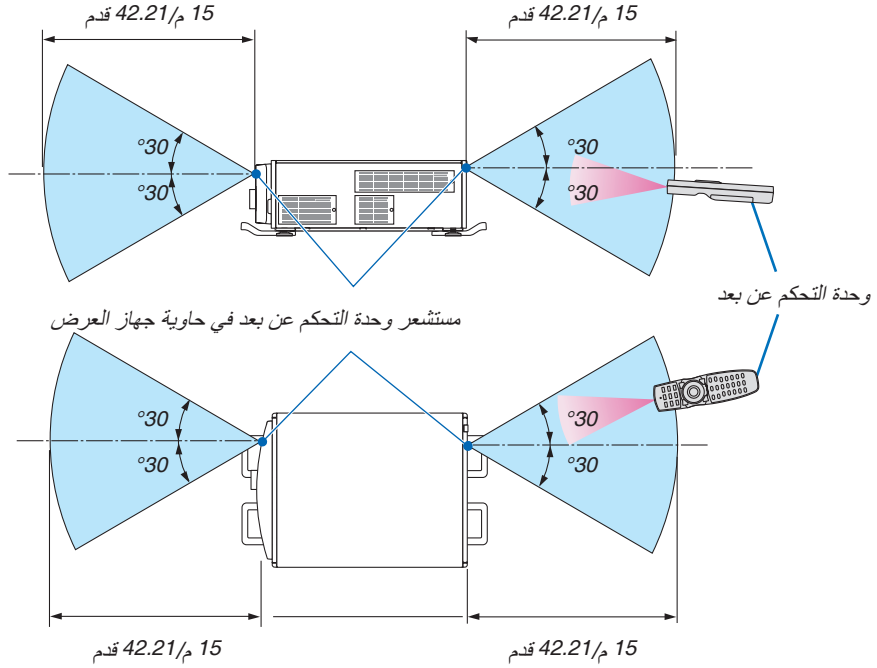 15 م/42.21 قدم
15 م/42.21 قدم
°30
°30
°30
°30
وحدة التحكم عن بعد
مستشعر وحدة التحكم عن بعد في حاوية جهاز العرض
°30
°30
°30
°30
15 م/42.21 قدم
15 م/42.21 قدم